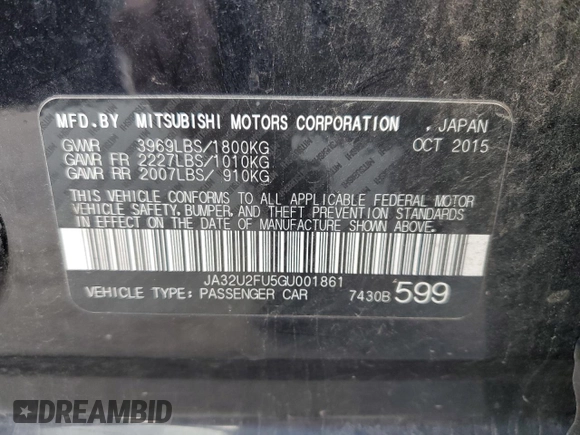 MFD.BY MITSUBISHI MOTORS CORPORATION . JAPAN
GVWR 3969LBS/1800KG OCT 2015
GAWR FR 2227LBS/1010KG
GAWR RR 2007LBS/ 910KG
THIS VEHICLE CONFORMS TO ALL APPLICABLE FEDERAL MOTOR
VEHICLE SAFETY, BUMPER, AND THEFT PREVENTION STANDARDS
IN EFFECT ON THE DATE OF MANUFACTURE SHOWN ABOVE.
JA32U2FU5GU001861
VEHICLE TYPE: PASSENGER CAR 7430B 599
DREAMBID